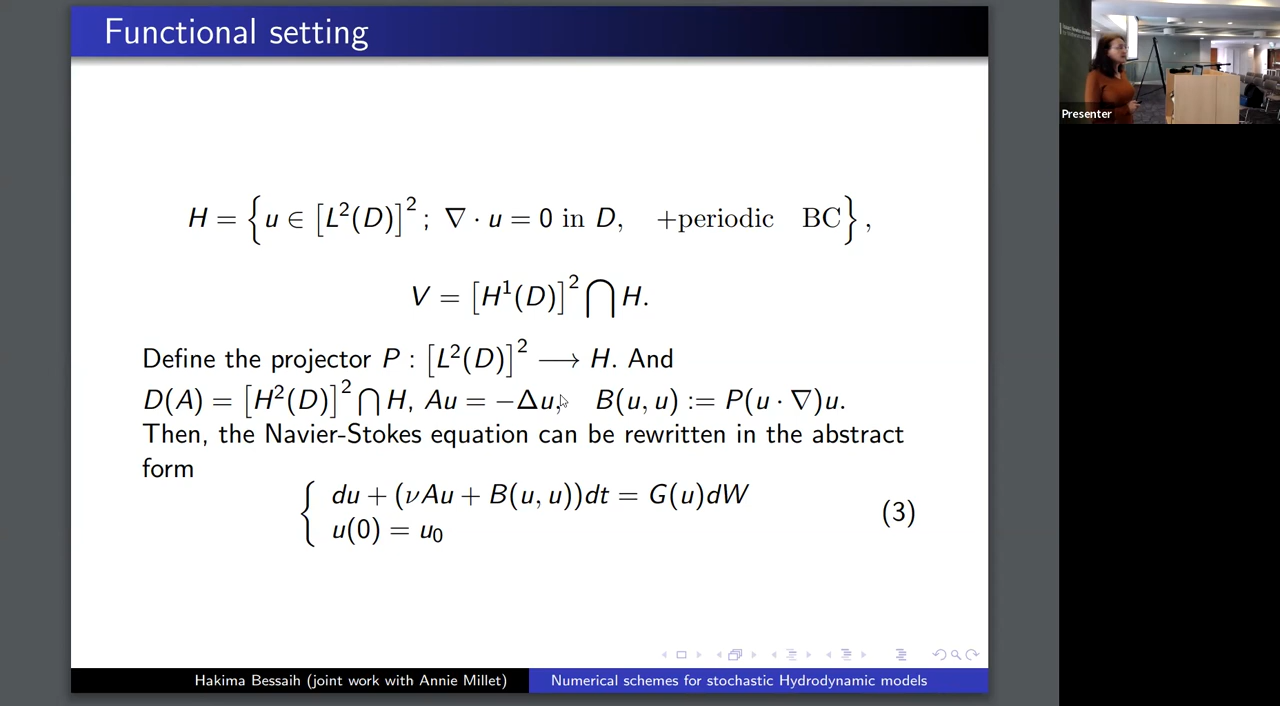 Functional setting
H = { u ∈ [L²(D)]² ; ∇ · u = 0 in D, +periodic BC } ,
V = [H¹(D)]² ⋂ H.
Define the projector P : [L²(D)]² ⟶ H. And
D(A) = [H²(D)]² ⋂ H, Au = −Δu, B(u, u) := P(u · ∇)u.
Then, the Navier-Stokes equation can be rewritten in the abstract
form
{ du + (νAu + B(u, u))dt = G(u)dW
u(0) = u₀
(3)
Hakima Bessaih (joint work with Annie Millet)
Numerical schemes for stochastic Hydrodynamic models
Presenter